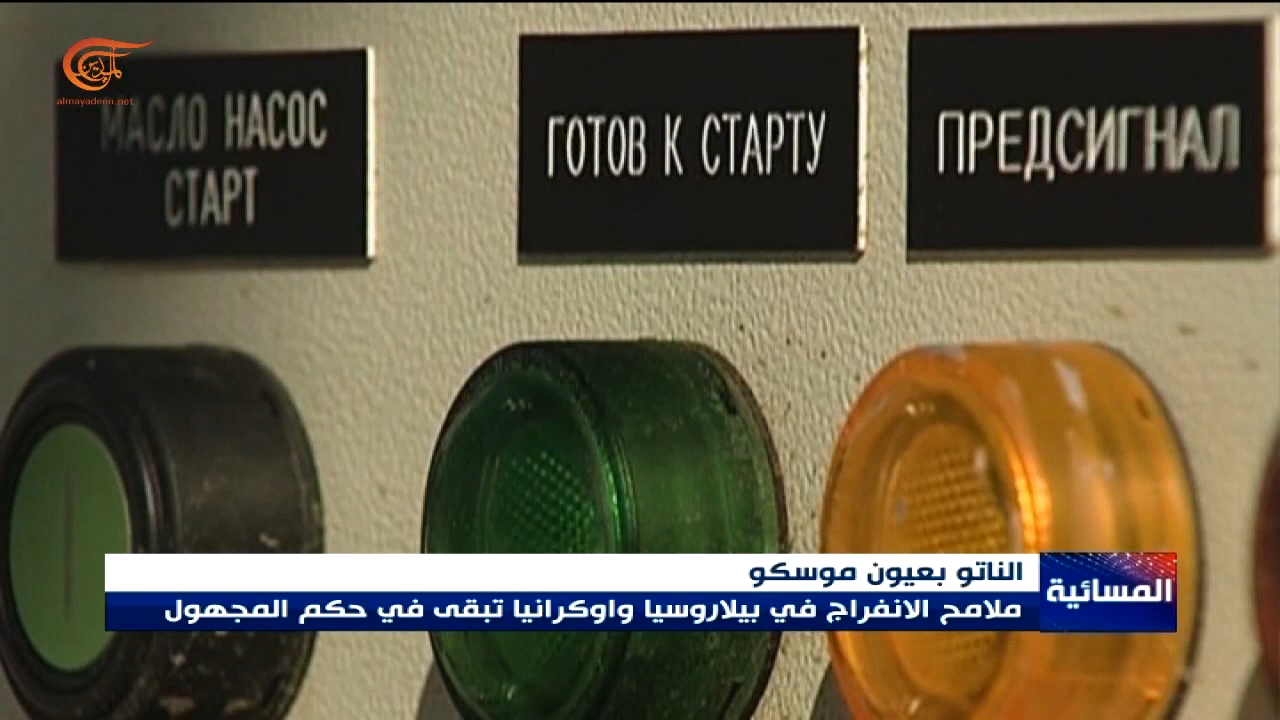 الميادين
almayadeen.net
МАСЛО НАСОС
СТАРТ
ГОТОВ К СТАРТУ
ПРЕДСИГНАЛ
المسائية
الناتو بعيون موسكو
ملامح الانفراج في بيلاروسيا واوكرانيا تبقى في حكم المجهول